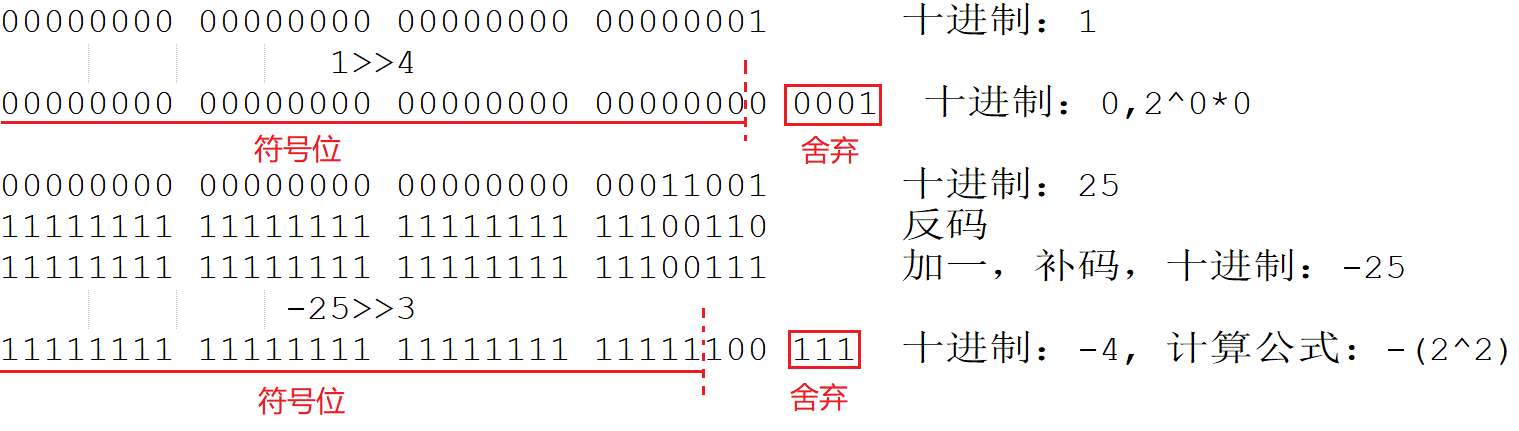 00000000 00000000 00000000 00000001 十进制：1
1>>4
00000000 00000000 00000000 00000000 0001 十进制：0,2^0*0
符号位 舍弃
00000000 00000000 00000000 00011001 十进制：25
11111111 11111111 11111111 11100110 反码
11111111 11111111 11111111 11100111 加一，补码，十进制：-25
-25>>3
11111111 11111111 11111111 11111100 111 十进制：-4，计算公式：-(2^2)
符号位 舍弃